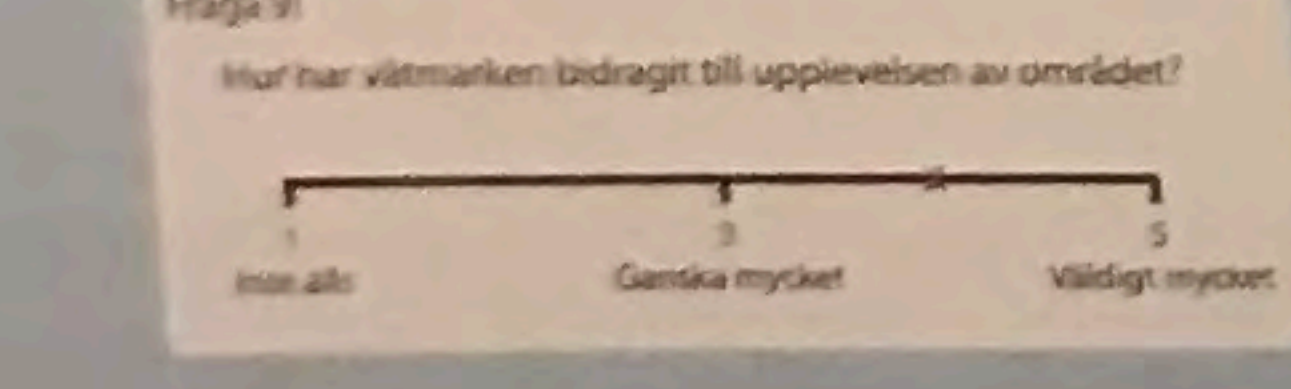 Fråga 9:
Hur har våtmarken bidragit till upplevelsen av området?
1 3 5
Inte alls Ganska mycket Väldigt mycket